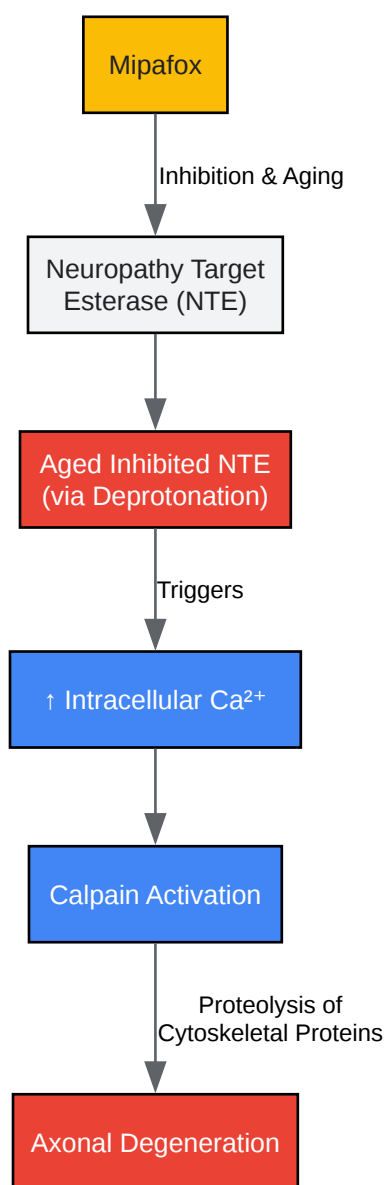 Mipafox
Inhibition & Aging
Neuropathy Target
Esterase (NTE)
Aged Inhibited NTE
(via Deprotonation)
Triggers
↑ Intracellular Ca²⁺
Calpain Activation
Proteolysis of
Cytoskeletal Proteins
Axonal Degeneration